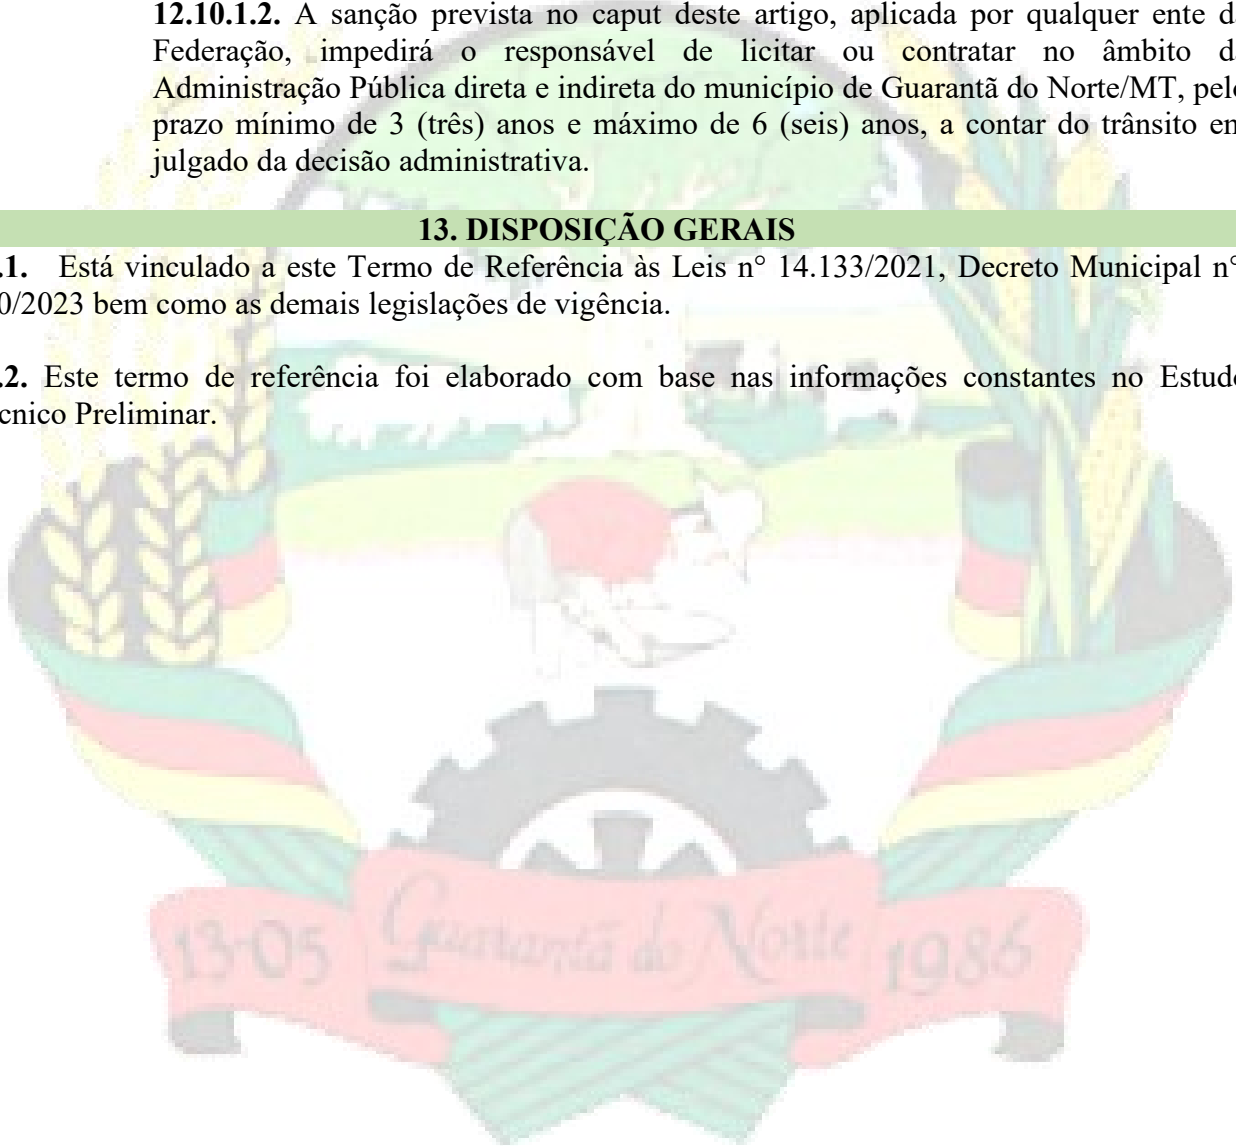 12.10.1.2. A sanção prevista no caput deste artigo, aplicada por qualquer ente
Federação, impedirá o responsável de licitar ou contratar no âmbito
Administração Pública direta e indireta do município de Guarantã do Norte/MT,
prazo mínimo de 3 (três) anos e máximo de 6 (seis) anos, a contar do trânsito
julgado da decisão administrativa.
13. DISPOSIÇÃO GERAIS
.1. Está vinculado a este Termo de Referência às Leis n° 14.133/2021, Decreto Municipal n°
0/2023 bem como as demais legislações de vigência.
.2. Este termo de referência foi elaborado com base nas informações constantes no
cnico Preliminar.
13-05 Guarantã do Norte 1986